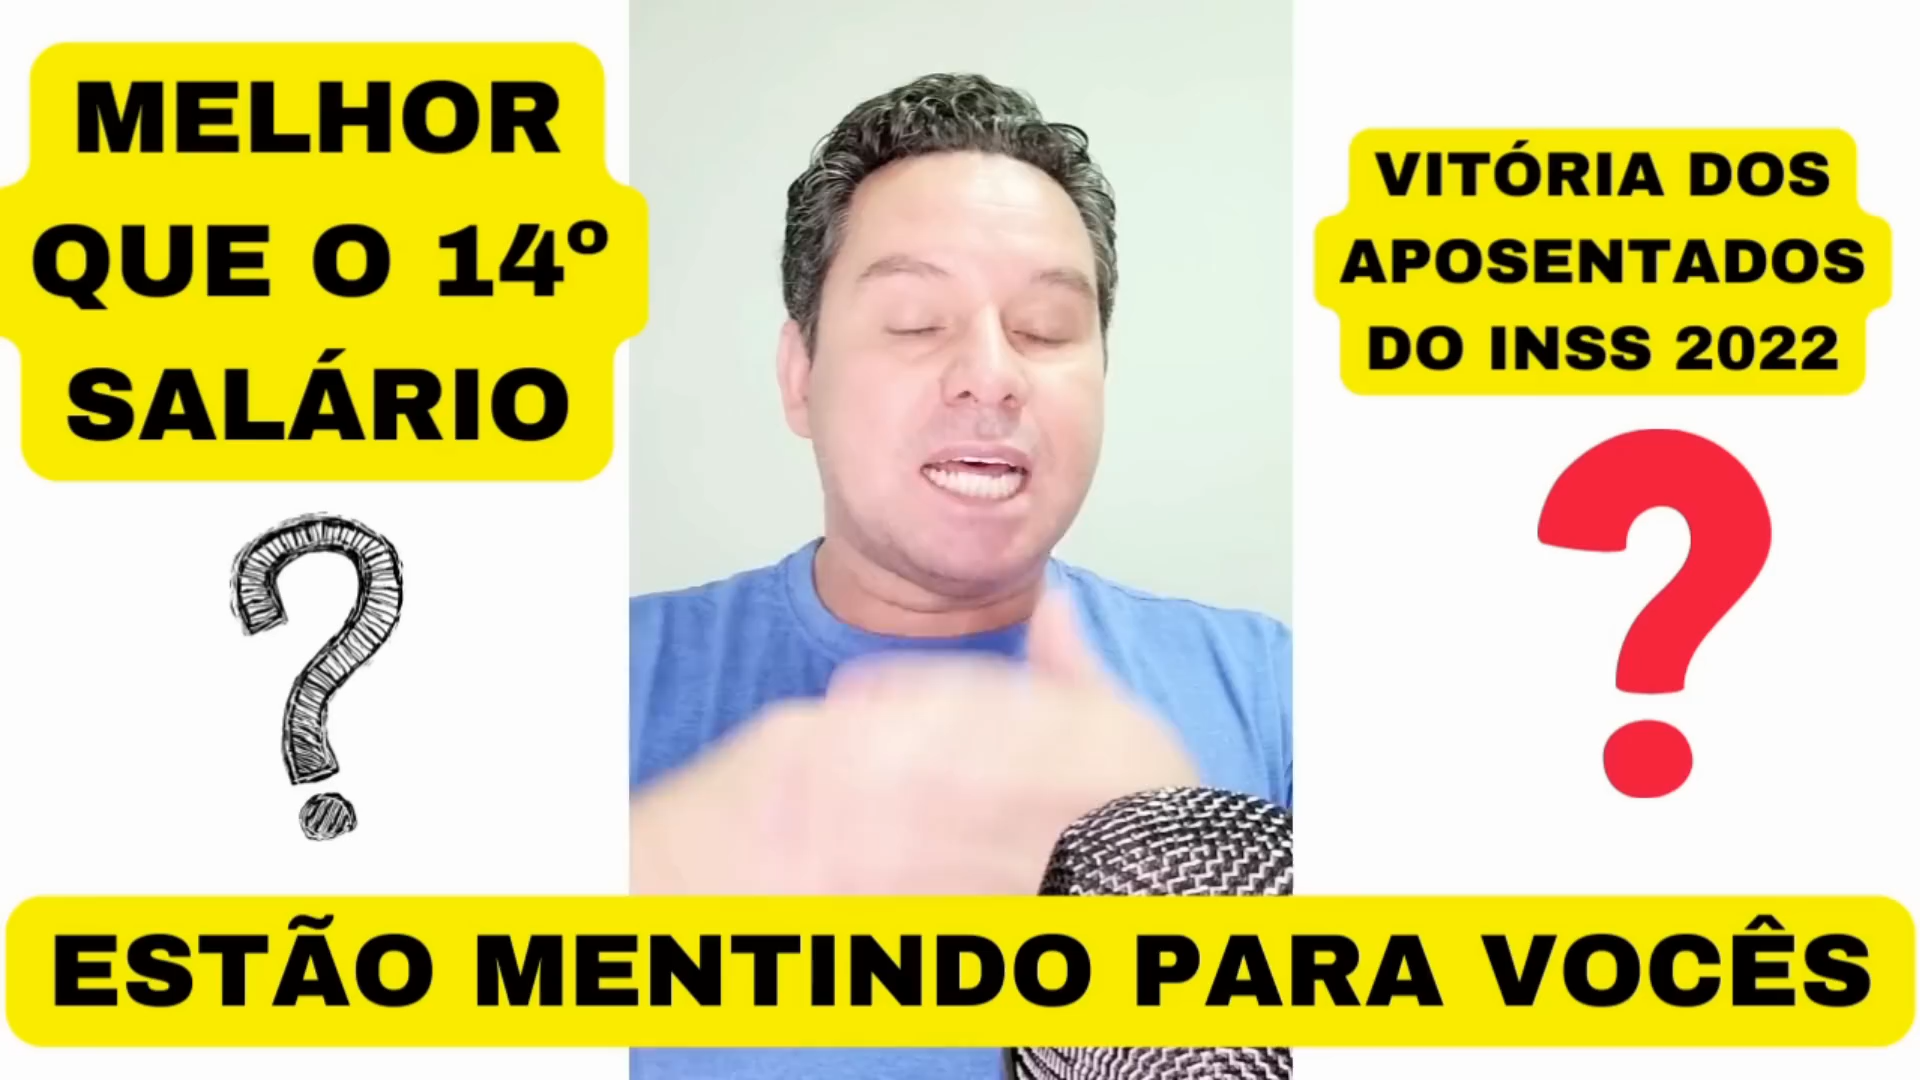 MELHOR
QUE O 14º
SALÁRIO
VITÓRIA DOS
APOSENTADOS
DO INSS 2022
ESTÃO MENTINDO PARA VOCÊS